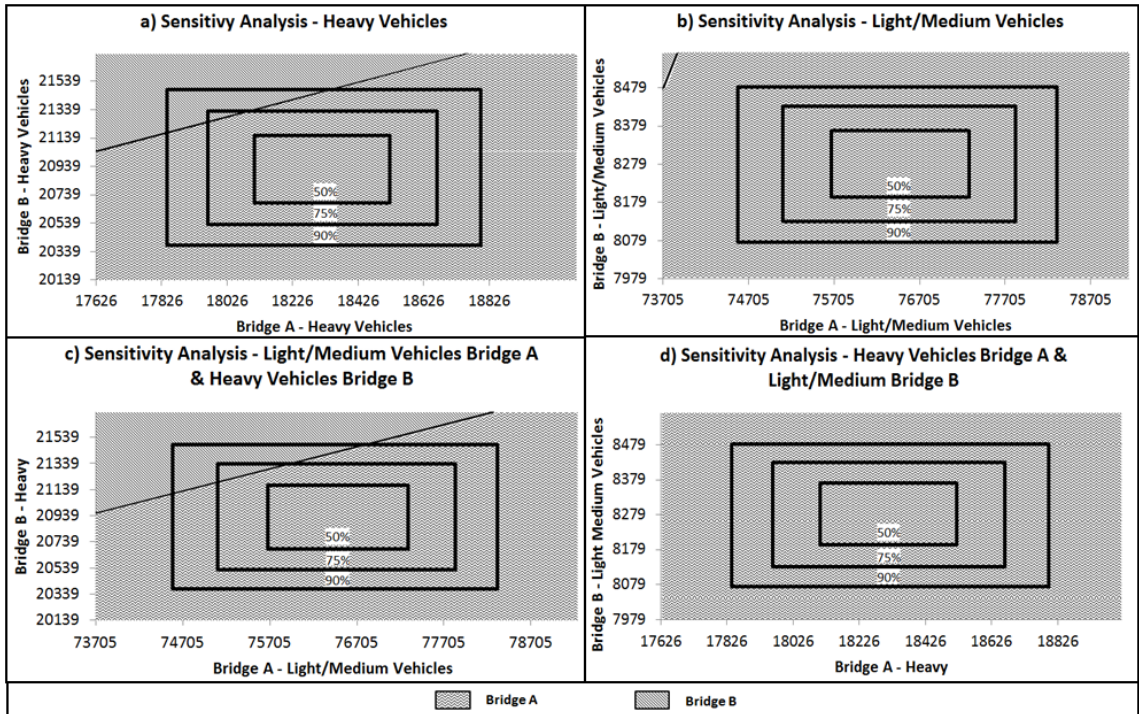 a) Sensitivy Analysis - Heavy Vehicles
Bridge B - Heavy Vehicles
21539
21339
21139
20939
20739
20539
20339
20139
50%
75%
90%
17626 17826 18026 18226 18426 18626 18826
Bridge A - Heavy Vehicles
b) Sensitivity Analysis - Light/Medium Vehicles
Bridge B - Light/Medium Vehicles
8479
8379
8279
8179
8079
7979
50%
75%
90%
73705 74705 75705 76705 77705 78705
Bridge A - Light/Medium Vehicles
c) Sensitivity Analysis - Light/Medium Vehicles Bridge A
& Heavy Vehicles Bridge B
Bridge B - Heavy
21539
21339
21139
20939
20739
20539
20339
20139
50%
75%
90%
73705 74705 75705 76705 77705 78705
Bridge A - Light/Medium Vehicles
d) Sensitivity Analysis - Heavy Vehicles Bridge A &
Light/Medium Bridge B
Bridge B - Light Medium Vehicles
8479
8379
8279
8179
8079
7979
50%
75%
90%
17626 17826 18026 18226 18426 18626 18826
Bridge A - Heavy
Bridge A
Bridge B